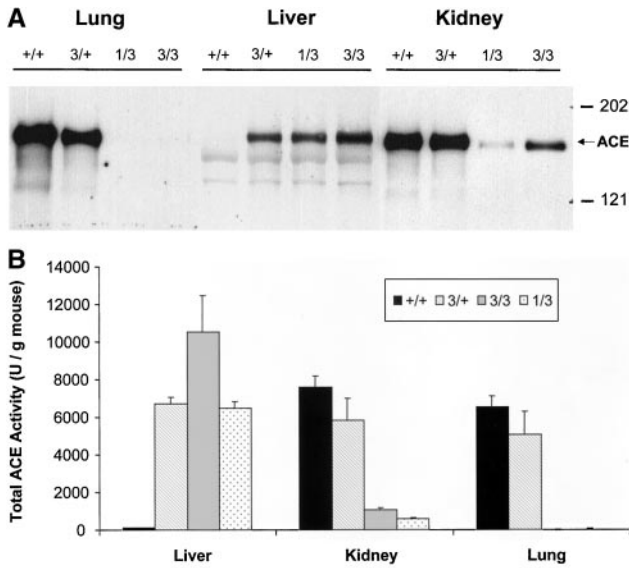 A
Lung Liver Kidney
+/+ 3/+ 1/3 3/3 +/+ 3/+ 1/3 3/3 +/+ 3/+ 1/3 3/3
202
ACE
121
B
Total ACE Activity (U / g mouse)
14000
12000
10000
8000
6000
4000
2000
0
+/+ 3/+ 3/3 1/3
Liver Kidney Lung